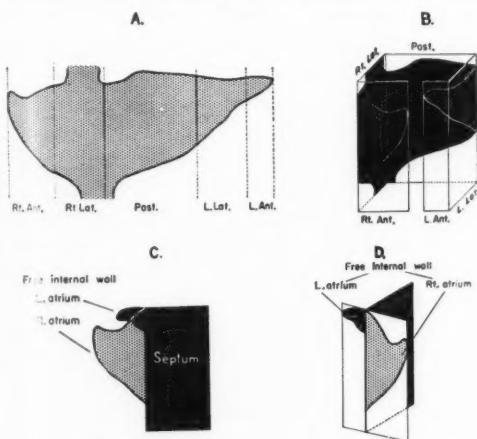 A.
Rt. Ant.
Rt Lat.
Post.
L. Lat.
L. Ant.
B.
Rt. Lat.
Post.
Rt. Ant.
L. Ant.
L. Lat.
C.
Free internal wall
L. atrium
R. atrium
Septum
D.
Free Internal wall
L. atrium
Rt. atrium